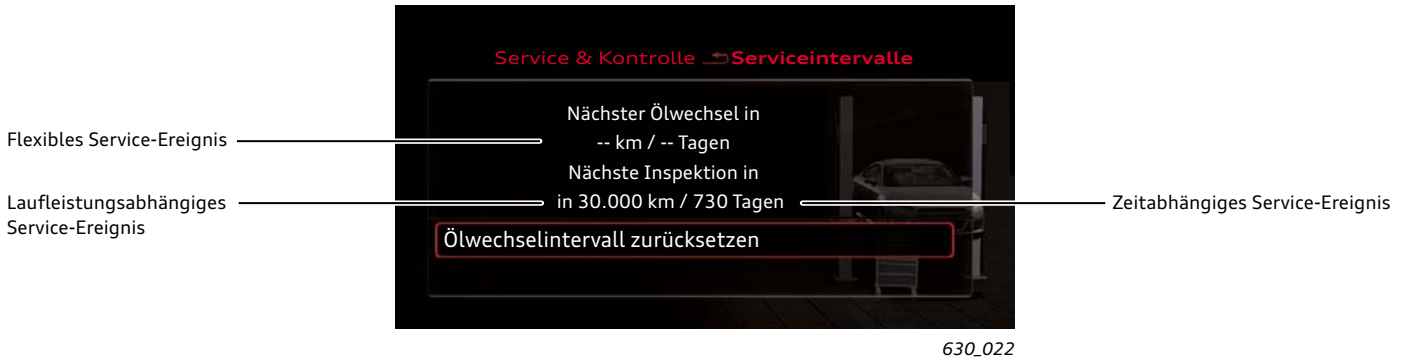 Service & Kontrolle Serviceintervalle
Nächster Ölwechsel in
Flexibles Service-Ereignis
-- km / -- Tagen
Nächste Inspektion in
Laufleistungsabhängiges
Service-Ereignis
in 30.000 km / 730 Tagen
Zeitabhängiges Service-Ereignis
Ölwechselintervall zurücksetzen
630_022